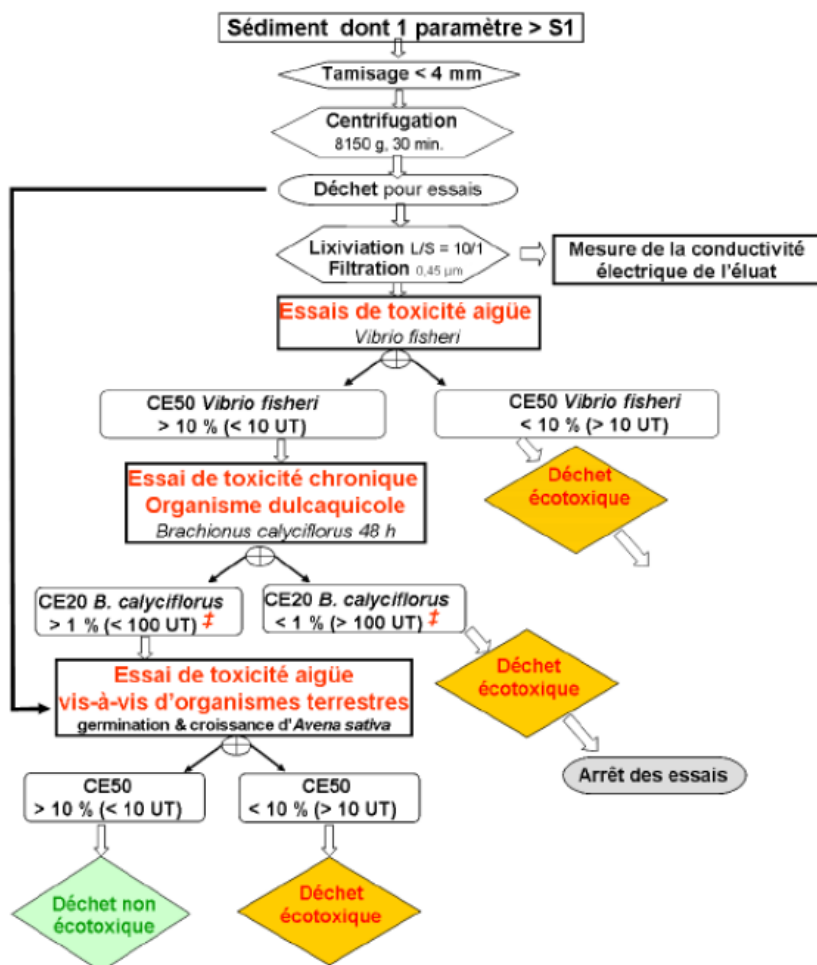 Sédiment dont 1 paramètre > S1
Tamisage < 4 mm
Centrifugation
8150 g, 30 min.
Déchet pour essais
Lixiviation L/S = 10/1
Filtration 0,45 µm
Mesure de la conductivité
électrique de l'éluat
Essais de toxicité aigüe
Vibrio fisheri
CE50 Vibrio fisheri
> 10 % (< 10 UT)
CE50 Vibrio fisheri
< 10 % (> 10 UT)
Déchet
écotoxique
Essai de toxicité chronique
Organisme dulcaquicole
Brachionus calyciflorus 48 h
CE20 B. calyciflorus
> 1 % (< 100 UT) ‡
CE20 B. calyciflorus
< 1 % (> 100 UT) ‡
Déchet
écotoxique
Essai de toxicité aigüe
vis-à-vis d'organismes terrestres
germination & croissance d'Avena sativa
Arrêt des essais
CE50
> 10 % (< 10 UT)
CE50
< 10 % (> 10 UT)
Déchet non
écotoxique
Déchet
écotoxique